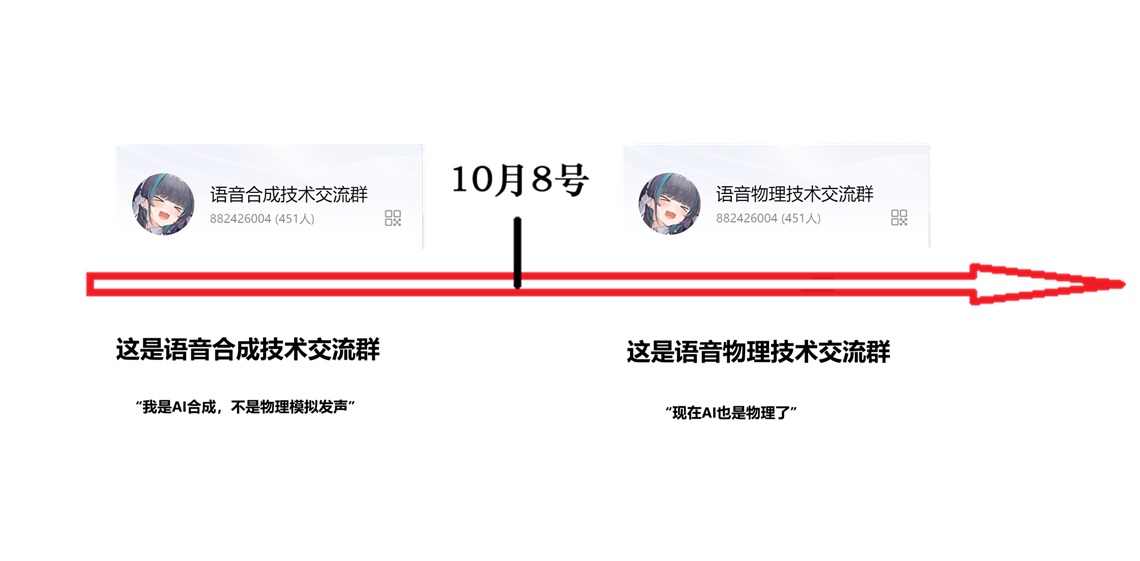 语音合成技术交流群
882426004 (451人)
10月8号
语音物理技术交流群
882426004 (451人)
这是语音合成技术交流群
这是语音物理技术交流群
“我是AI合成，不是物理模拟发声”
“现在AI也是物理了”